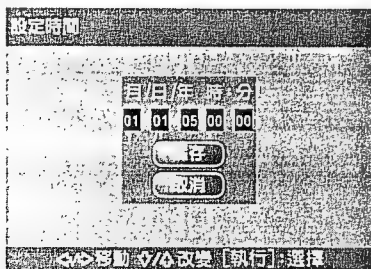 設定時間
月/日/年 時 分
01 01 05 00 00
存
取消
◁/▷移動 ◊/◊改變 [執行]:選擇